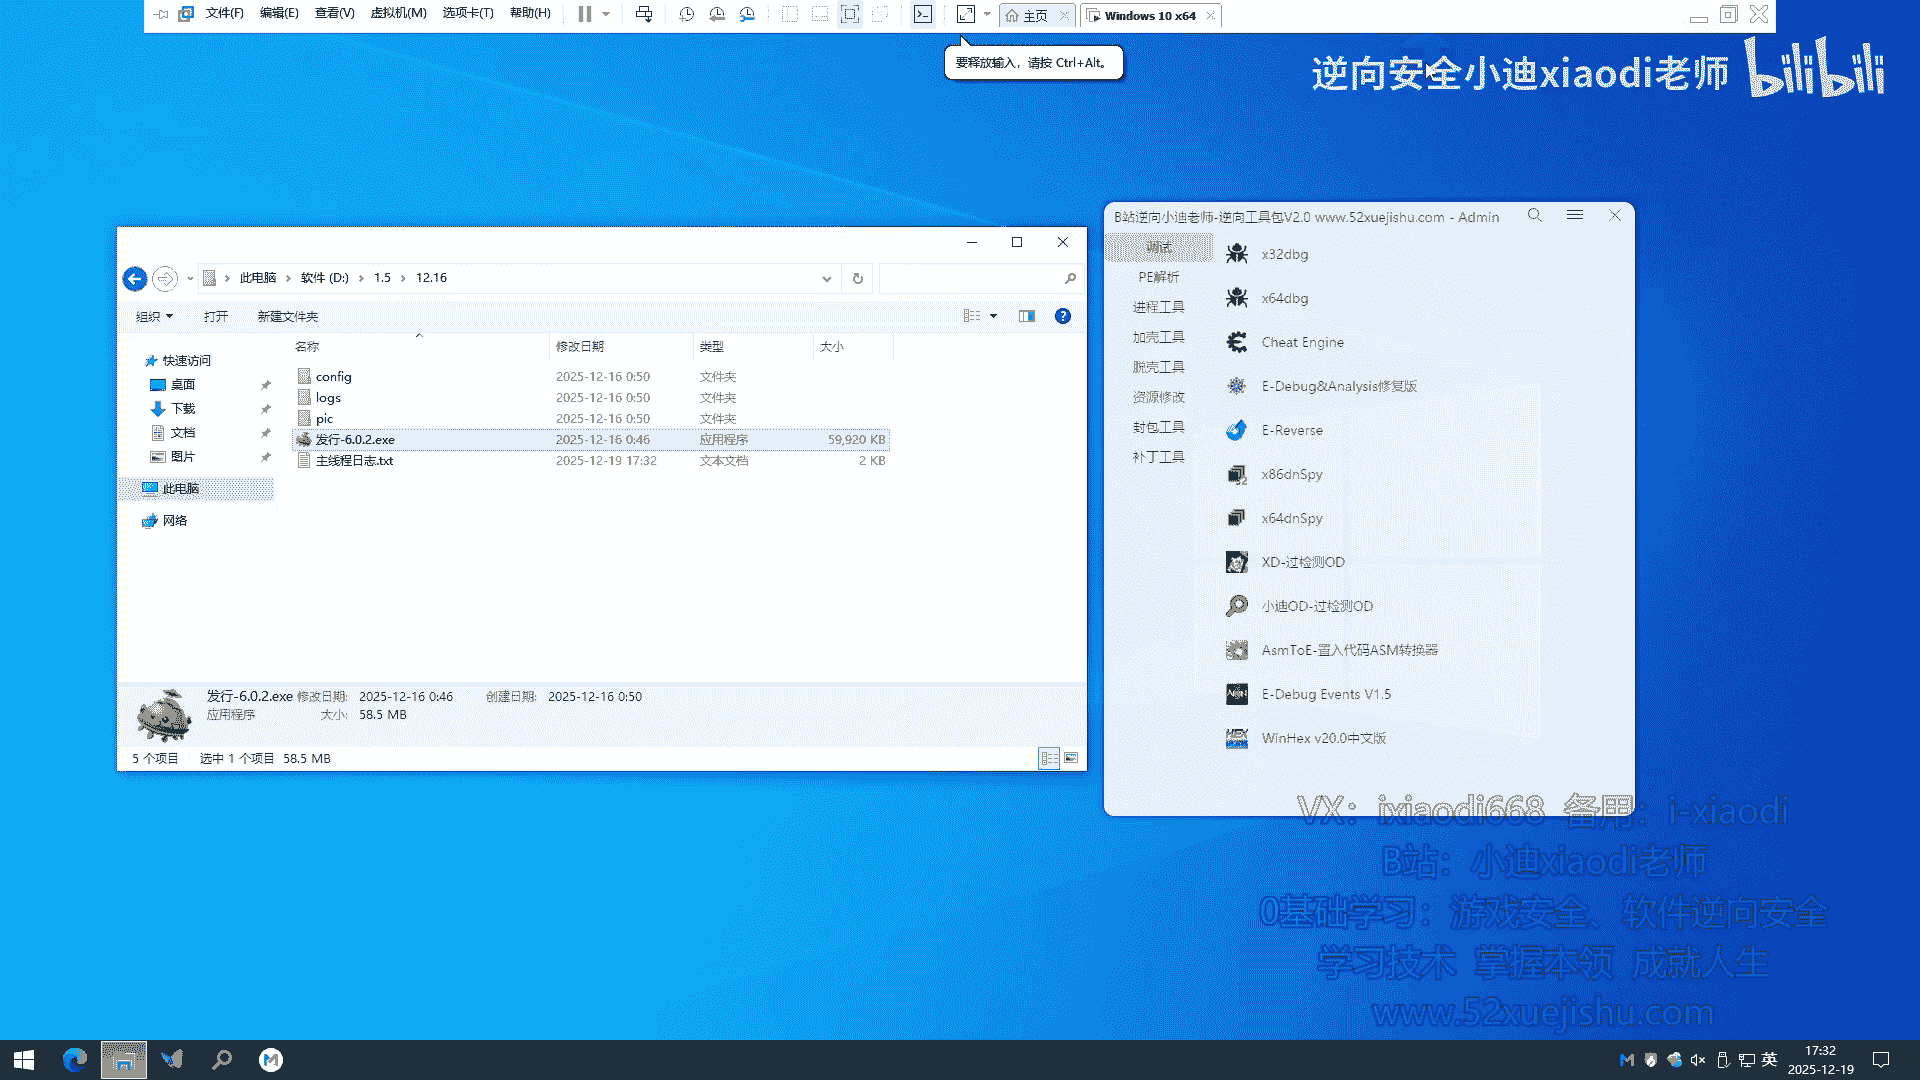 文件(F) 编辑(E) 查看(V) 虚拟机(M) 选项卡(T) 帮助(H) 主页 Windows 10 x64
要释放输入，请按 Ctrl+Alt。
逆向安全小迪xiaodi老师 bilibili
此电脑 软件 (D:) 1.5 12.16
组织 打开 新建文件夹
名称 修改日期 类型 大小
快速访问
桌面
下载
文档
图片
此电脑
网络
config 2025-12-16 0:50 文件夹
logs 2025-12-16 0:50 文件夹
pic 2025-12-16 0:50 文件夹
发行-6.0.2.exe 2025-12-16 0:46 应用程序 59,920 KB
主线程日志.txt 2025-12-19 17:32 文本文档 2 KB
发行-6.0.2.exe 修改日期: 2025-12-16 0:46 创建日期: 2025-12-16 0:50
应用程序 大小: 58.5 MB
5 个项目 选中 1 个项目 58.5 MB
B站逆向小迪老师-逆向工具包V2.0 www.52xuejishu.com - Admin
调试
PE解析
进程工具
加壳工具
脱壳工具
资源修改
封包工具
补丁工具
x32dbg
x64dbg
Cheat Engine
E-Debug&Analysis修复版
E-Reverse
x86dnSpy
x64dnSpy
XD-过检测OD
小迪OD-过检测OD
AsmToE-置入代码ASM转换器
E-Debug Events V1.5
WinHex v20.0中文版
VX：ixiaodi668 备用：i-xiaodi
B站：小迪xiaodi老师
0基础学习：游戏安全、软件逆向安全
学习技术 掌握本领 成就人生
www.52xuejishu.com
英 17:32
2025-12-19